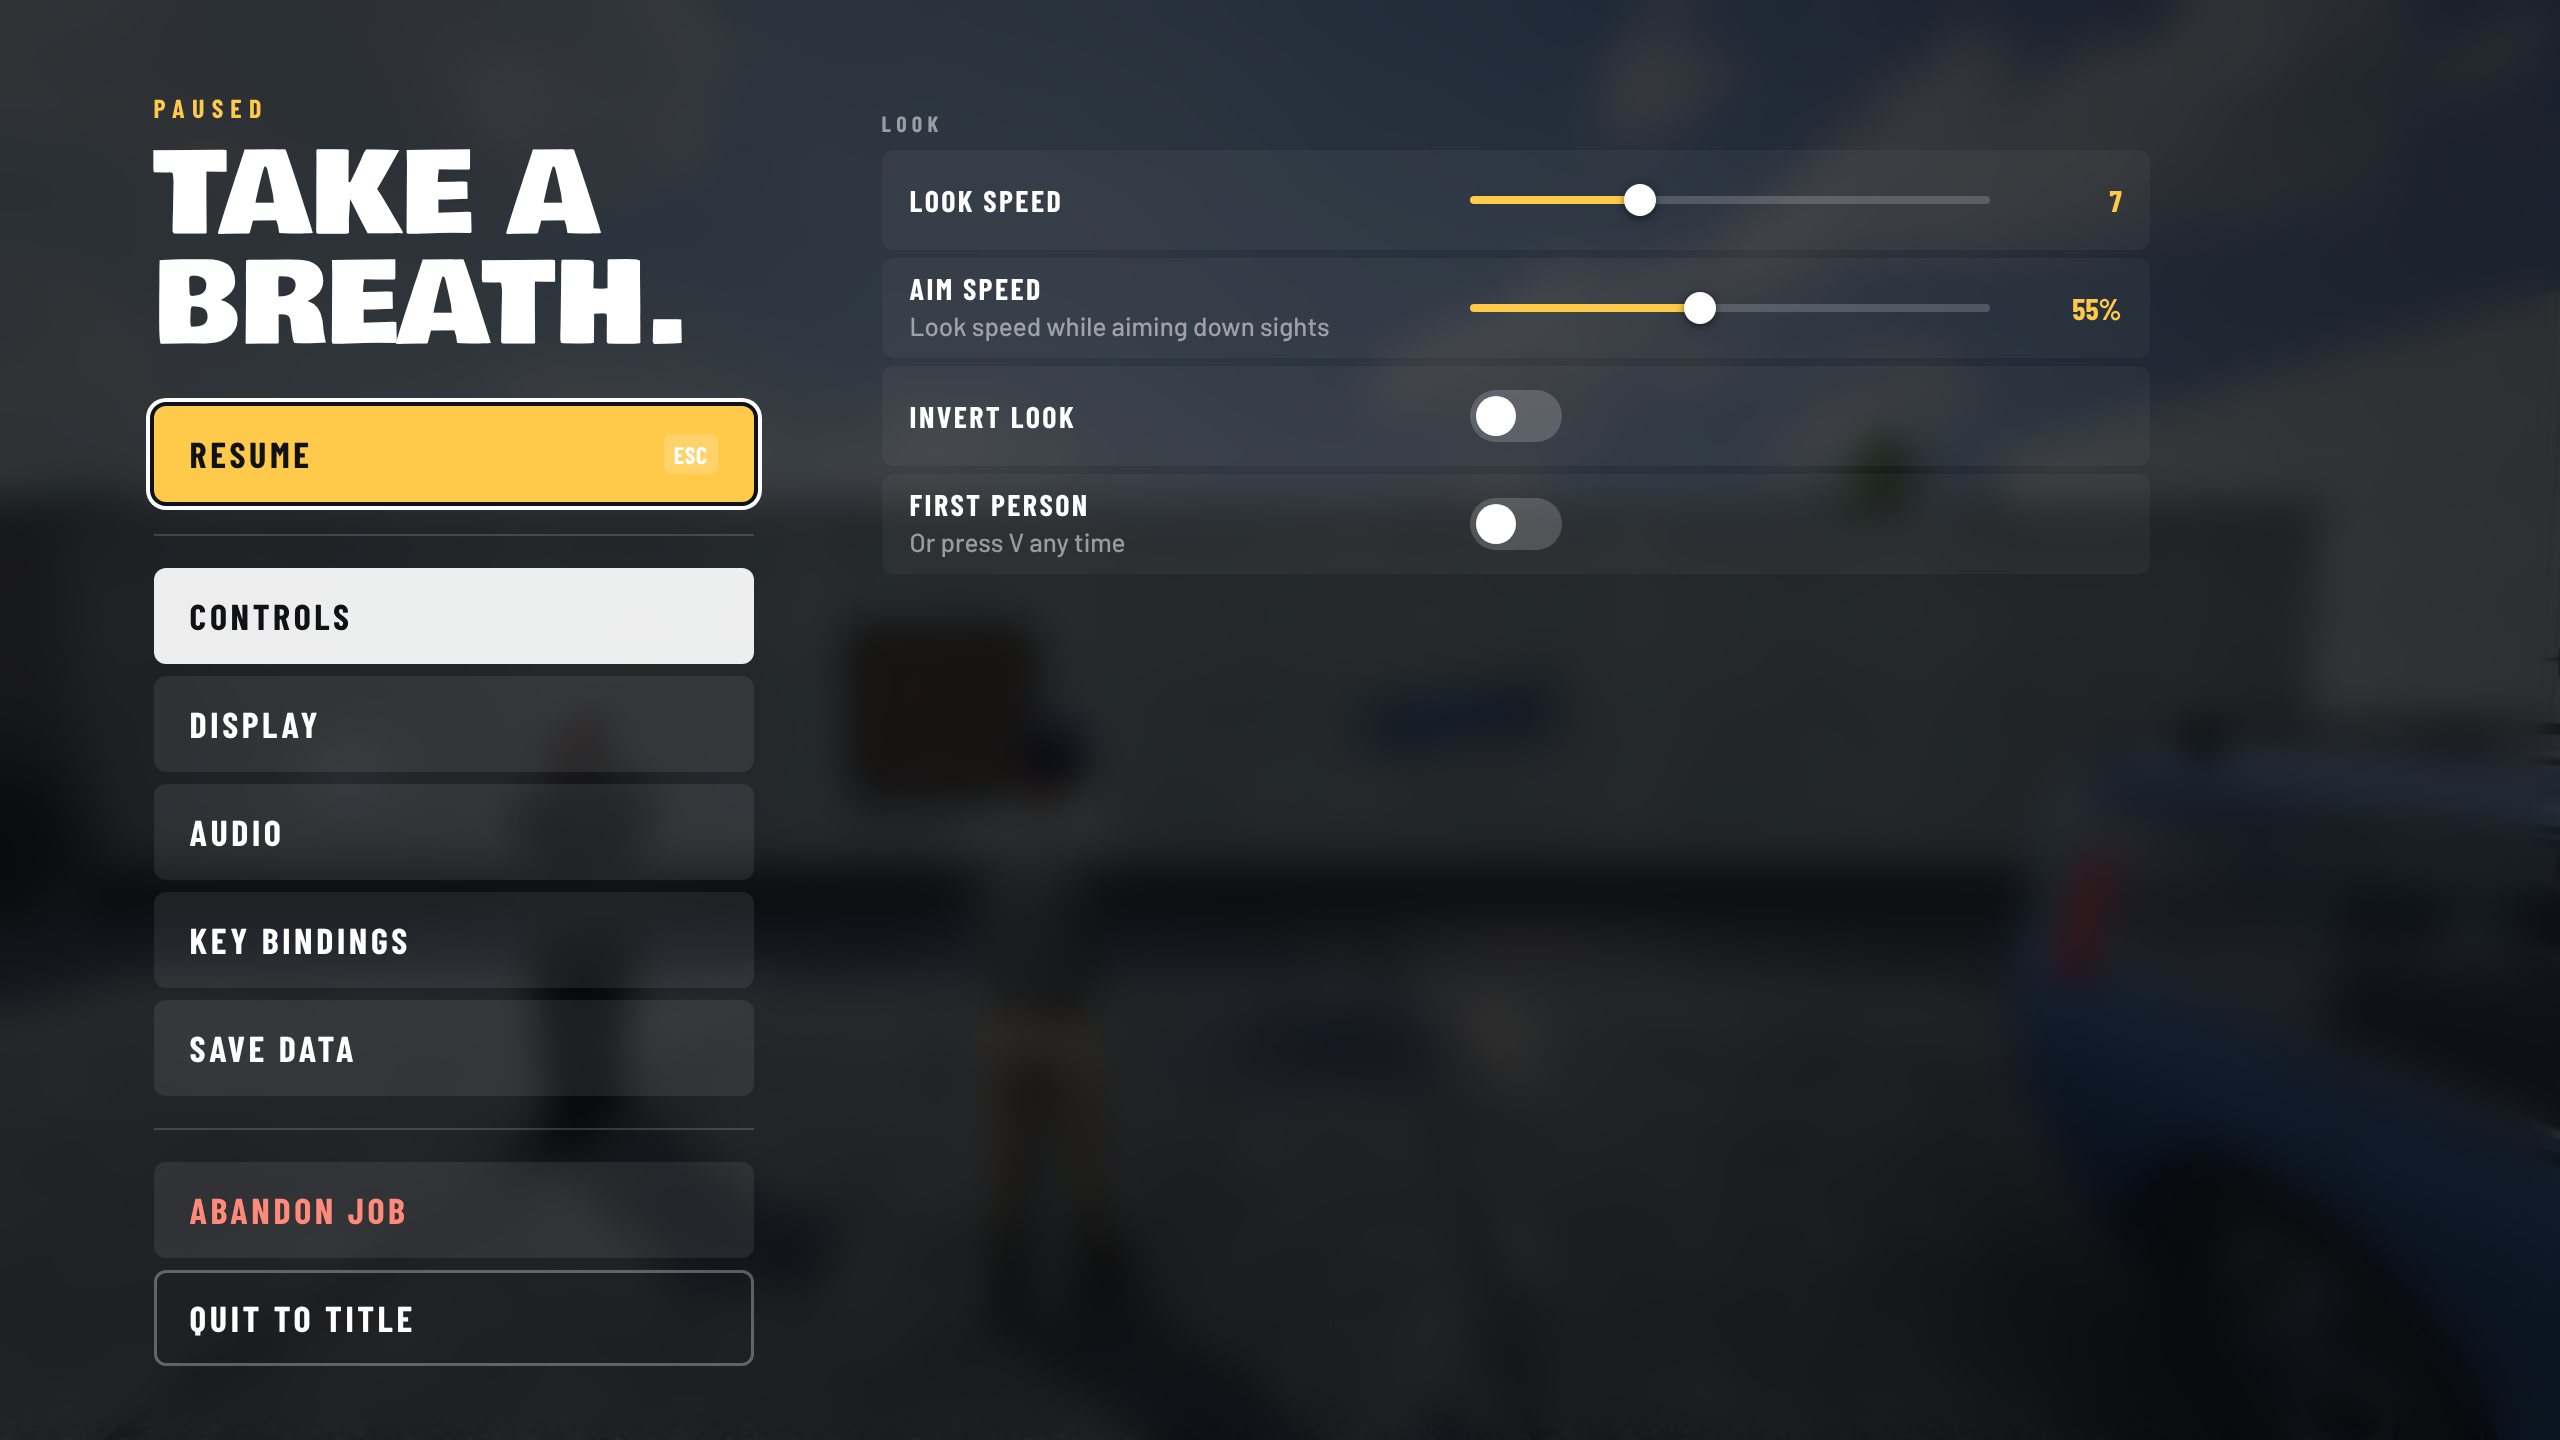 PAUSED
TAKE A
BREATH.
RESUME ESC
CONTROLS
DISPLAY
AUDIO
KEY BINDINGS
SAVE DATA
ABANDON JOB
QUIT TO TITLE
LOOK
LOOK SPEED 7
AIM SPEED 55%
Look speed while aiming down sights
INVERT LOOK
FIRST PERSON
Or press V any time